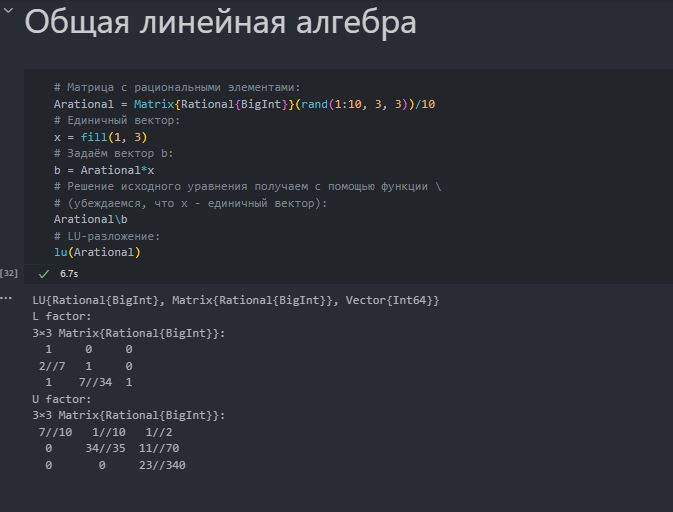 Общая линейная алгебра
# Матрица с рациональными элементами:
Arational = Matrix{Rational{BigInt}}(rand(1:10, 3, 3))/10
# Единичный вектор:
x = fill(1, 3)
# Задаём вектор b:
b = Arational*x
# Решение исходного уравнения получаем с помощью функции \
# (убеждаемся, что x - единичный вектор):
Arational\b
# LU-разложение:
lu(Arational)
[32] 6.7s
... LU{Rational{BigInt}, Matrix{Rational{BigInt}}, Vector{Int64}}
L factor:
3×3 Matrix{Rational{BigInt}}:
1 0 0
2//7 1 0
1 7//34 1
U factor:
3×3 Matrix{Rational{BigInt}}:
7//10 1//10 1//2
0 34//35 11//70
0 0 23//340